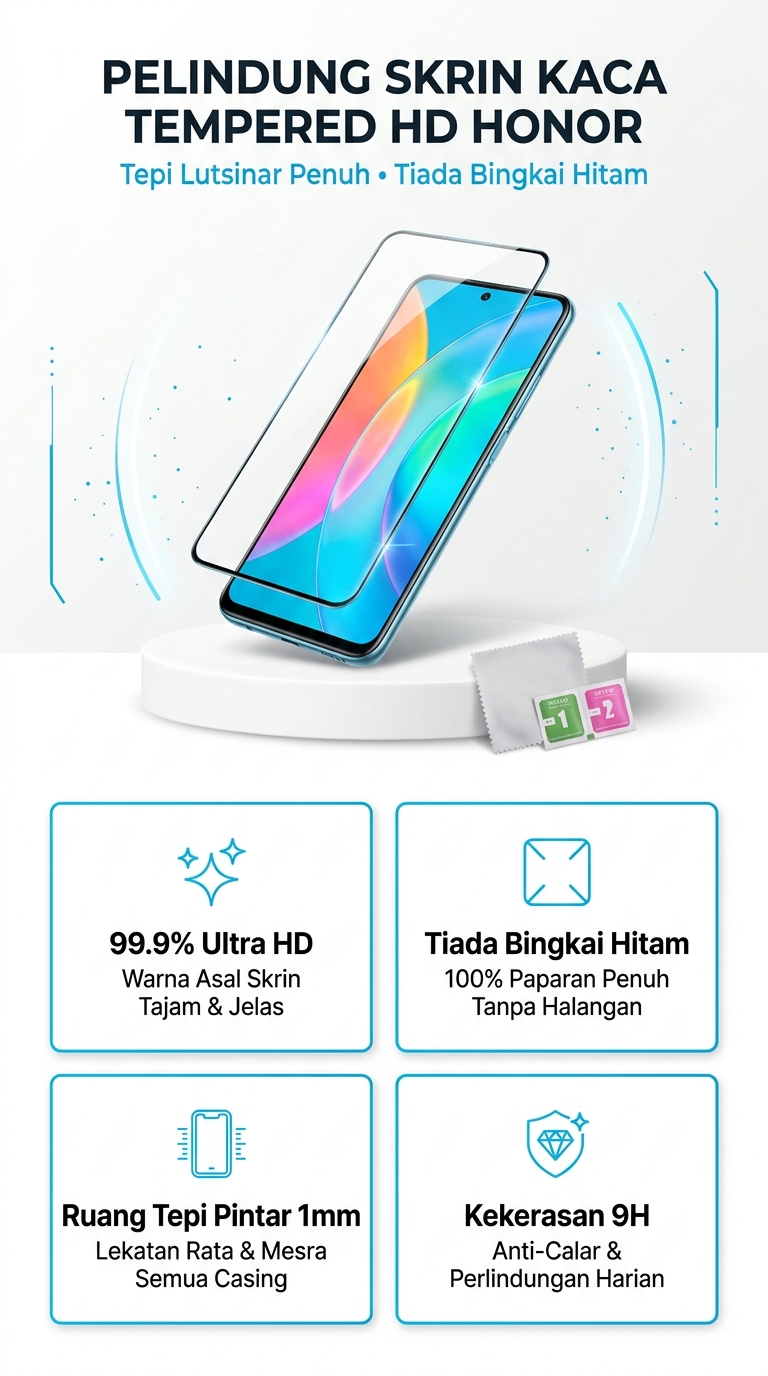 PELINDUNG SKRIN KACA
TEMPERED HD HONOR
Tepi Lutsinar Penuh • Tiada Bingkai Hitam
1
2
99.9% Ultra HD
Warna Asal Skrin
Tajam & Jelas
Tiada Bingkai Hitam
100% Paparan Penuh
Tanpa Halangan
Ruang Tepi Pintar 1mm
Lekatan Rata & Mesra
Semua Casing
Kekerasan 9H
Anti-Calar &
Perlindungan Harian